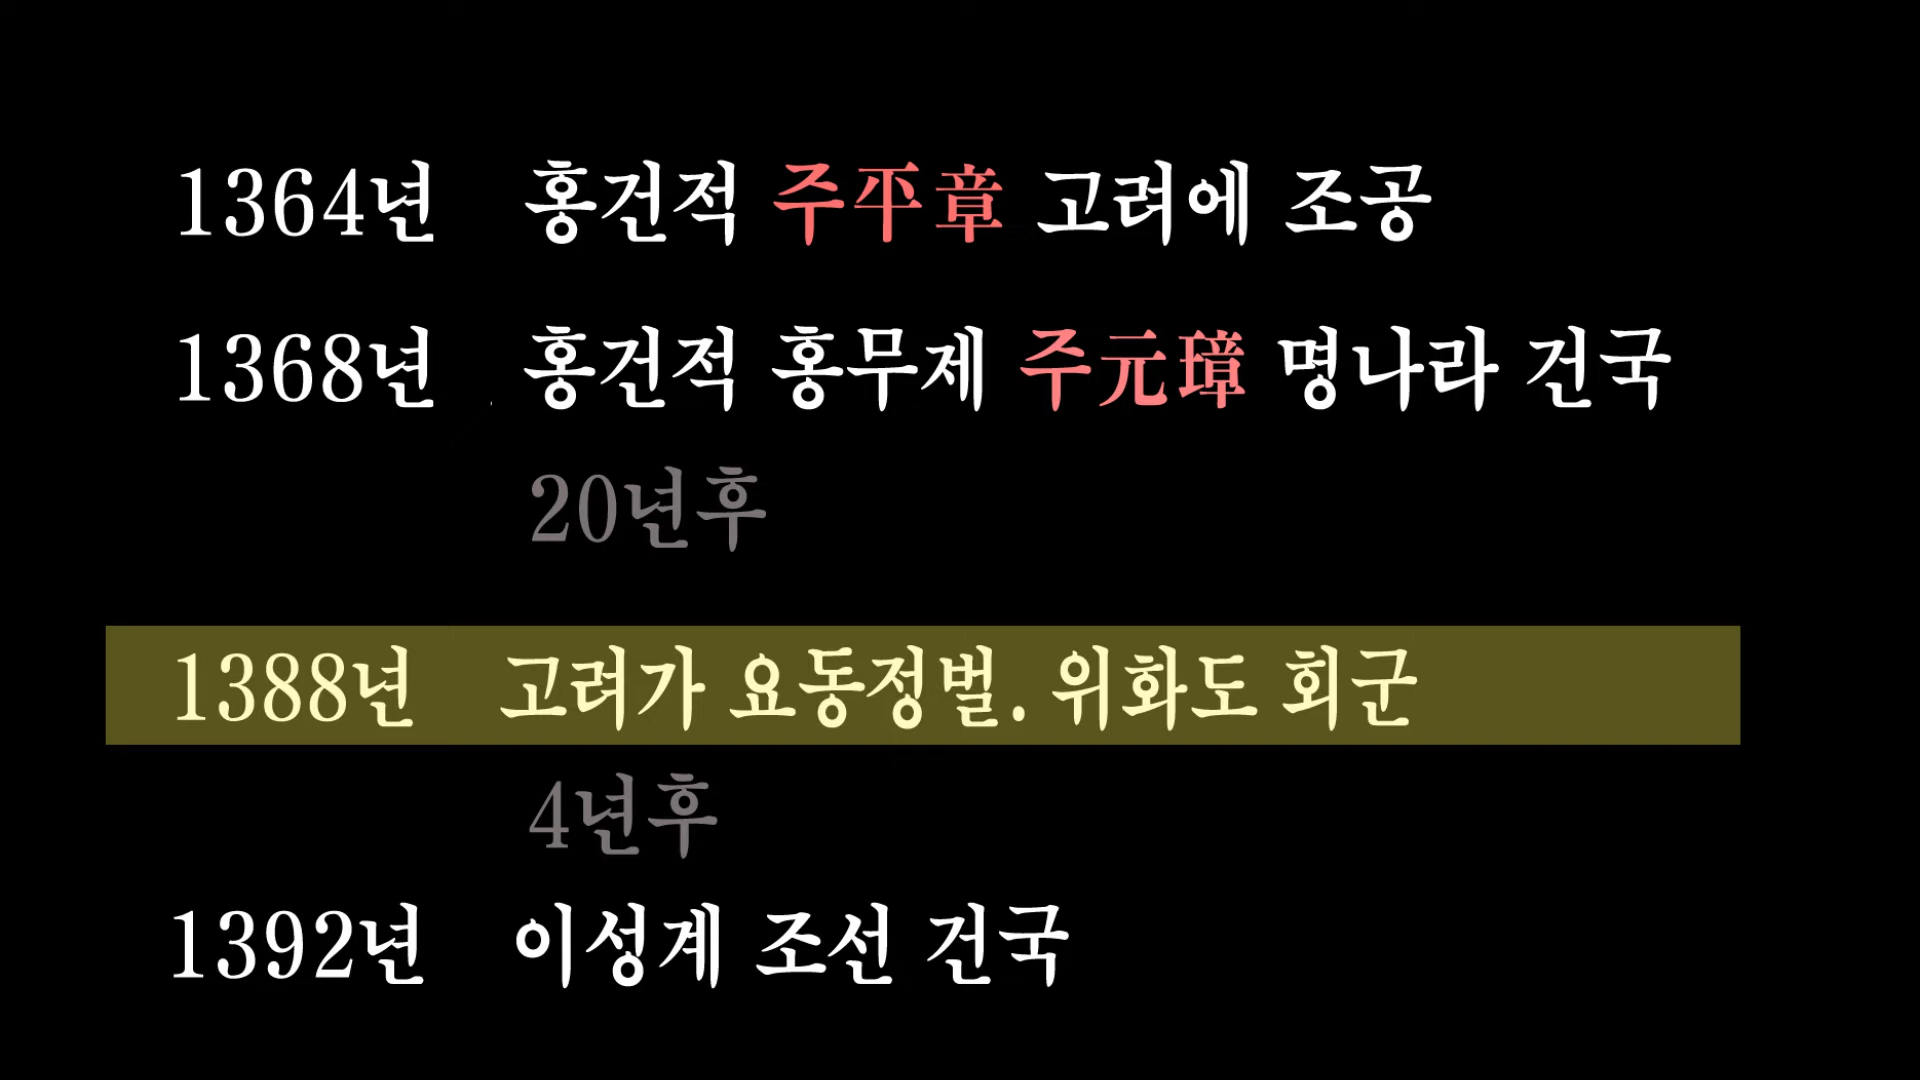 1364년 홍건적 주平章 고려에 조공
1368년 홍건적 홍무제 주元璋 명나라 건국
20년후
1388년 고려가 요동정벌. 위화도 회군
4년후
1392년 이성계 조선 건국